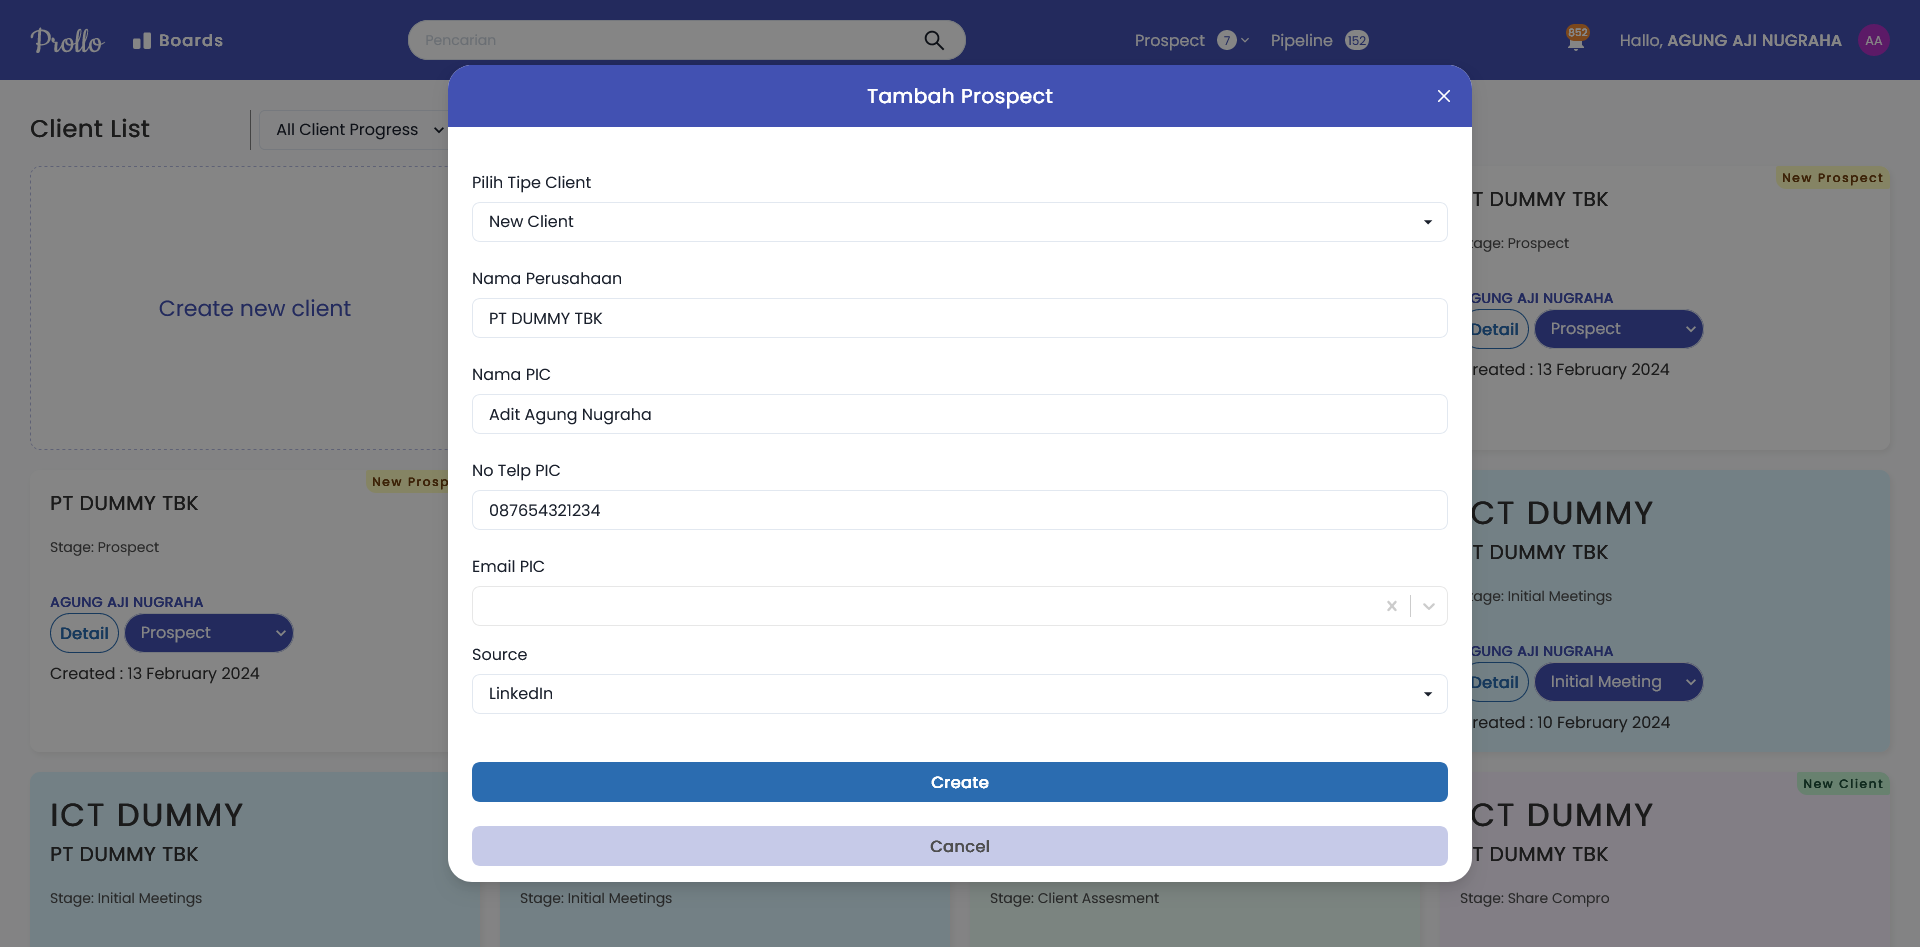 Prollo
Boards
Pencarian
Prospect 7
Pipeline 152
852
Hallo, AGUNG AJI NUGRAHA
AA
Client List
All Client Progress
Create new client
Tambah Prospect
Pilih Tipe Client
New Client
Nama Perusahaan
PT DUMMY TBK
Nama PIC
Adit Agung Nugraha
No Telp PIC
087654321234
Email PIC
Source
LinkedIn
Create
Cancel
New Prospect
T DUMMY TBK
tage: Prospect
GUNG AJI NUGRAHA
Detail
Prospect
reated : 13 February 2024
New Prosp
PT DUMMY TBK
Stage: Prospect
AGUNG AJI NUGRAHA
Detail
Prospect
Created : 13 February 2024
CT DUMMY
T DUMMY TBK
tage: Initial Meetings
GUNG AJI NUGRAHA
Detail
Initial Meeting
reated : 10 February 2024
ICT DUMMY
PT DUMMY TBK
Stage: Initial Meetings
Stage: Initial Meetings
Stage: Client Assesment
New Client
CT DUMMY
T DUMMY TBK
Stage: Share Compro